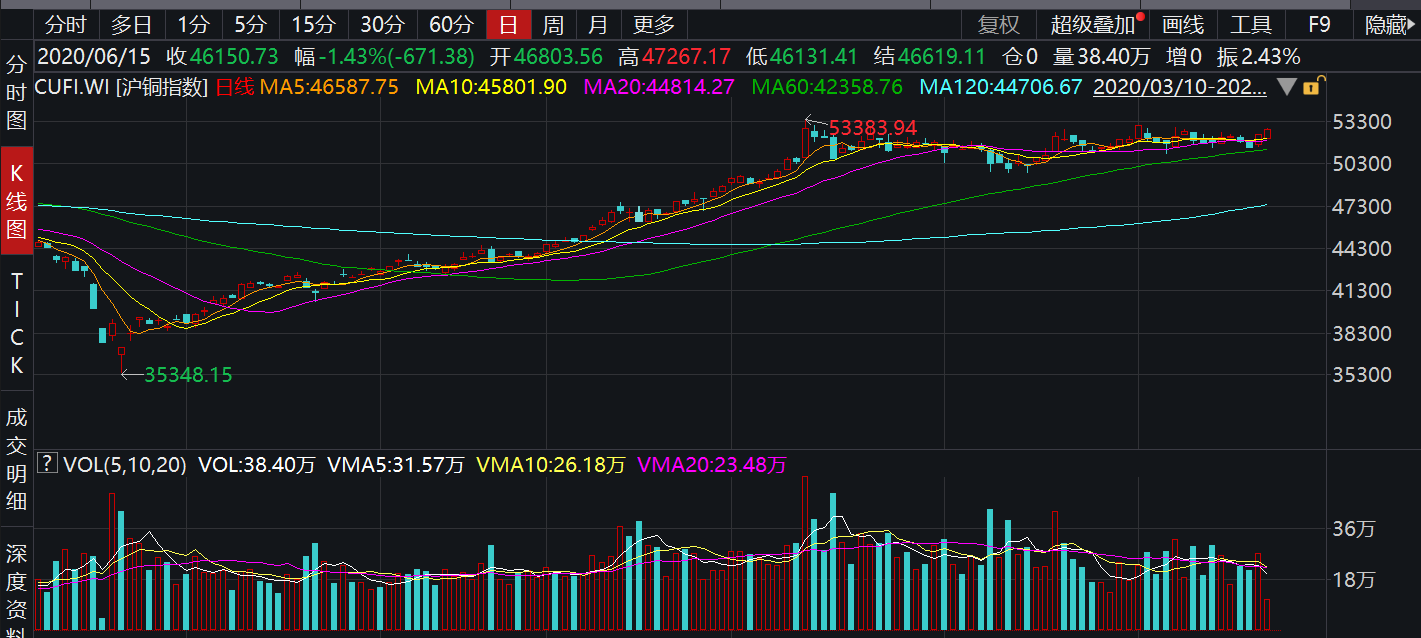 分时 多日 1分 5分 15分 30分 60分 日 周 月 更多 复权 超级叠加 画线 工具 F9 隐藏
2020/06/15 收46150.73 幅-1.43%(-671.38) 开46803.56 高47267.17 低46131.41 结46619.11 仓0 量38.40万 增0 振2.43%
CUFI.WI [沪铜指数] 日线 MA5:46587.75 MA10:45801.90 MA20:44814.27 MA60:42358.76 MA120:44706.67 2020/03/10-202...
分时图
K线图
TICK
成交明细
深度资料
53383.94
35348.15
53300
50300
47300
44300
41300
38300
35300
? VOL(5,10,20) VOL:38.40万 VMA5:31.57万 VMA10:26.18万 VMA20:23.48万
36万
18万